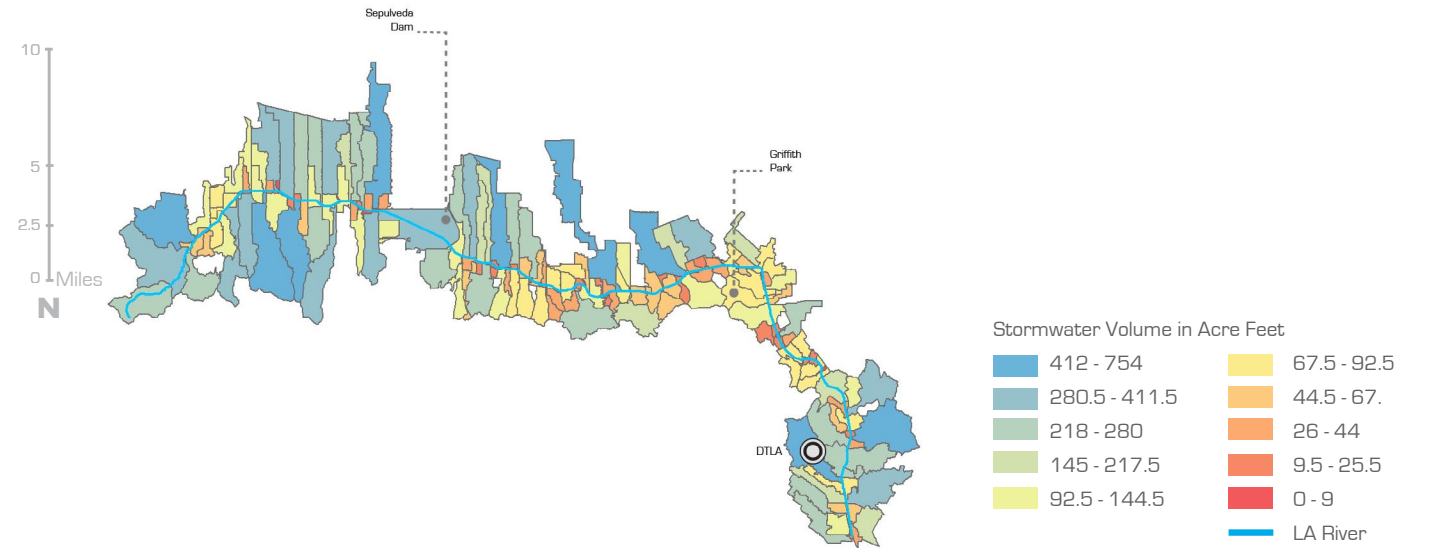 Sepulveda
Dam
10
5
2.5
0 Miles
N
Griffith
Park
DTLA
Stormwater Volume in Acre Feet
412 - 754
280.5 - 411.5
218 - 280
145 - 217.5
92.5 - 144.5
67.5 - 92.5
44.5 - 67.
26 - 44
9.5 - 25.5
0 - 9
LA River